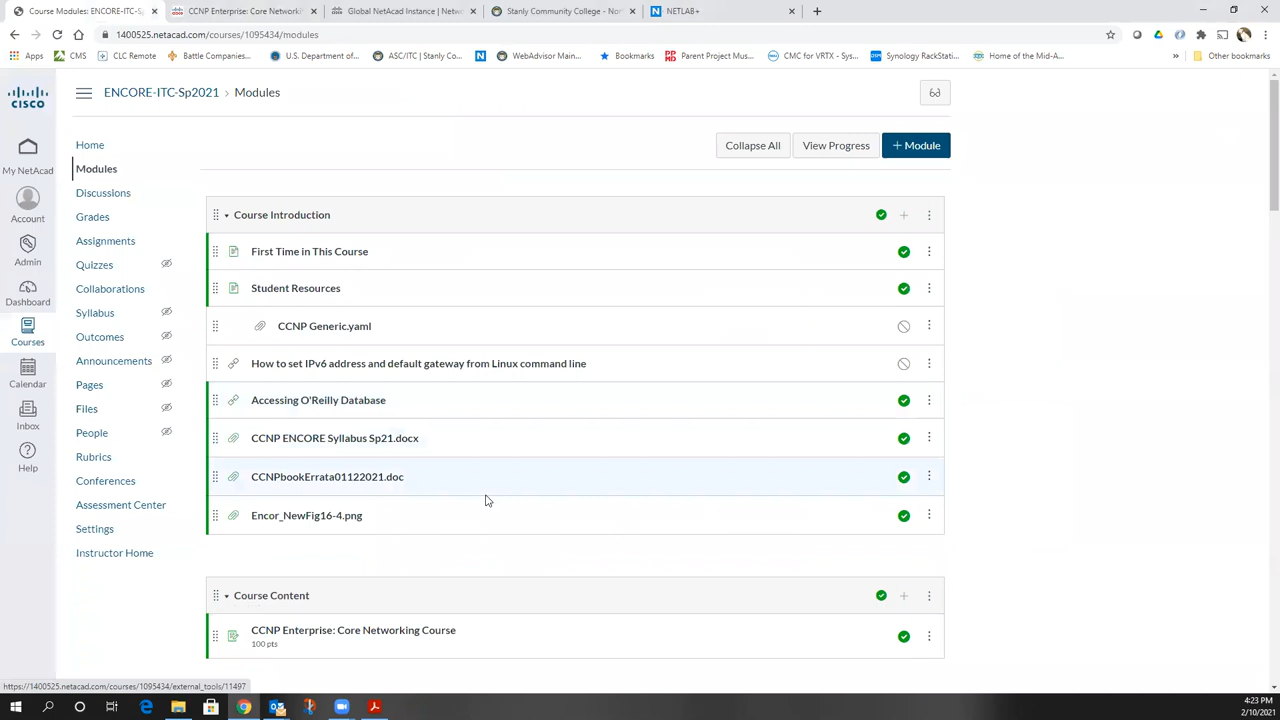 Course Modules: ENCORE-ITC-S
CCNP Enterprise: Core Networki
Global NetAcad Instance | Netw
Stanly Community College - No
NETLAB+
1400525.netacad.com/courses/1095434/modules
Apps
CMS
CLC Remote
Battle Companies...
U.S. Department of...
ASC/ITC | Stanly Co...
WebAdvisor Main...
Bookmarks
Parent Project Mus...
CMC for VRTX - Sys...
Synology RackStati...
Home of the Mid-A...
»
Other bookmarks
CISCO
ENCORE-ITC-Sp2021 › Modules
Collapse All
View Progress
+ Module
My NetAcad
Account
Admin
Dashboard
Courses
Calendar
Inbox
Help
Home
Modules
Discussions
Grades
Assignments
Quizzes
Collaborations
Syllabus
Outcomes
Announcements
Pages
Files
People
Rubrics
Conferences
Assessment Center
Settings
Instructor Home
Course Introduction
First Time in This Course
Student Resources
CCNP Generic.yaml
How to set IPv6 address and default gateway from Linux command line
Accessing O'Reilly Database
CCNP ENCORE Syllabus Sp21.docx
CCNPbookErrata01122021.doc
Encor_NewFig16-4.png
Course Content
CCNP Enterprise: Core Networking Course
100 pts
https://1400525.netacad.com/courses/1095434/external_tools/11497
4:23 PM
2/10/2021